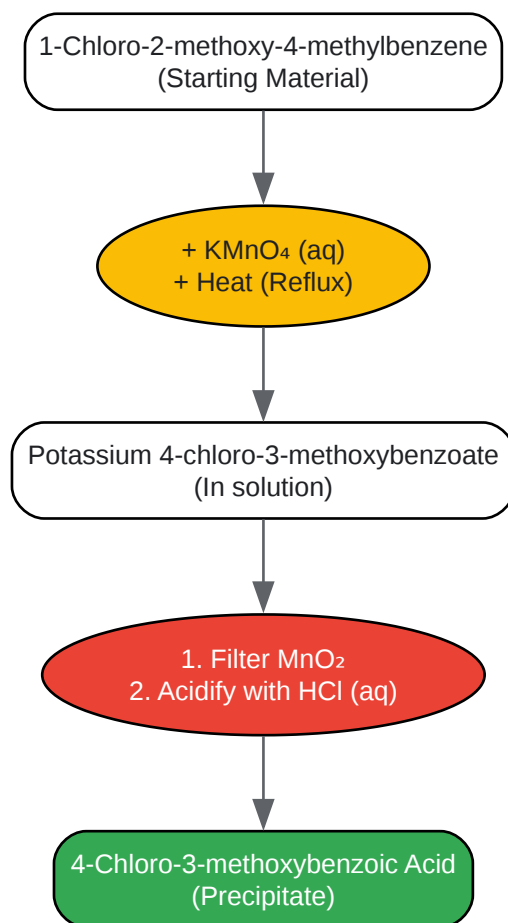 1-Chloro-2-methoxy-4-methylbenzene
(Starting Material)
+ KMnO₄ (aq)
+ Heat (Reflux)
Potassium 4-chloro-3-methoxybenzoate
(In solution)
1. Filter MnO₂
2. Acidify with HCl (aq)
4-Chloro-3-methoxybenzoic Acid
(Precipitate)